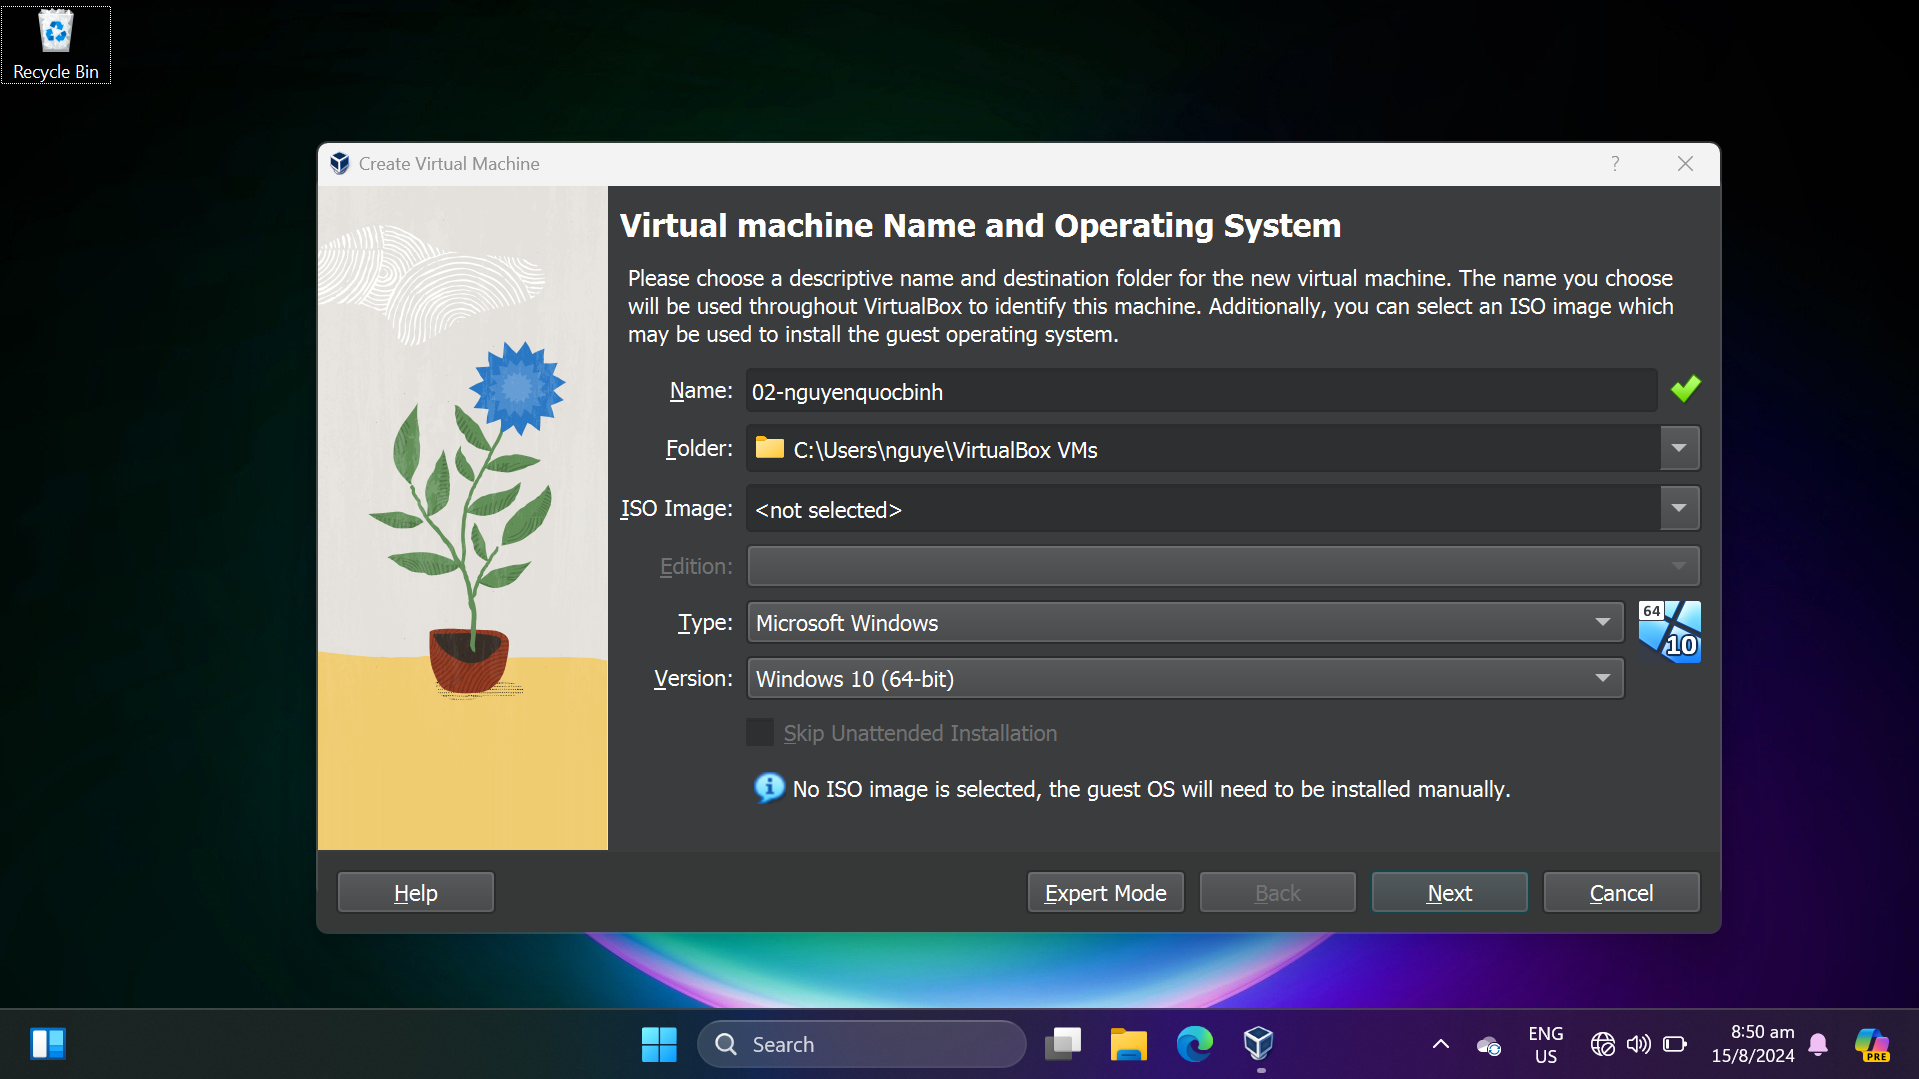 Recycle Bin
Create Virtual Machine
?
Virtual machine Name and Operating System
Please choose a descriptive name and destination folder for the new virtual machine. The name you choose
will be used throughout VirtualBox to identify this machine. Additionally, you can select an ISO image which
may be used to install the guest operating system.
Name: 02-nguyenquocbinh
Folder: C:\Users\nguye\VirtualBox VMs
ISO Image: <not selected>
Edition:
Type: Microsoft Windows
64
10
Version: Windows 10 (64-bit)
Skip Unattended Installation
No ISO image is selected, the guest OS will need to be installed manually.
Help Expert Mode Back Next Cancel
Search
ENG
US
8:50 am
15/8/2024
PRE